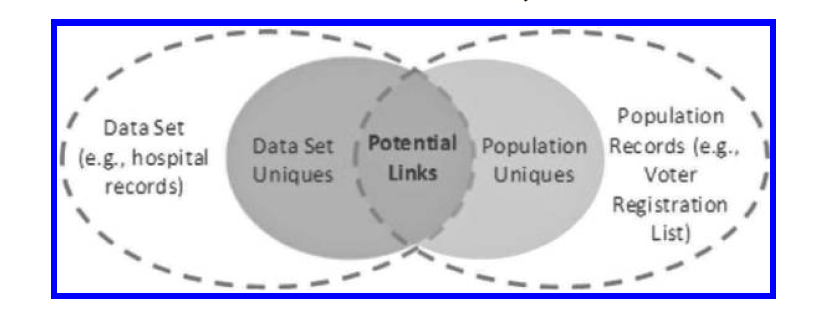 Data Set
(e.g., hospital
records)
Data Set
Uniques
Potential
Links
Population
Uniques
Population
Records (e.g.,
Voter
Registration
List)